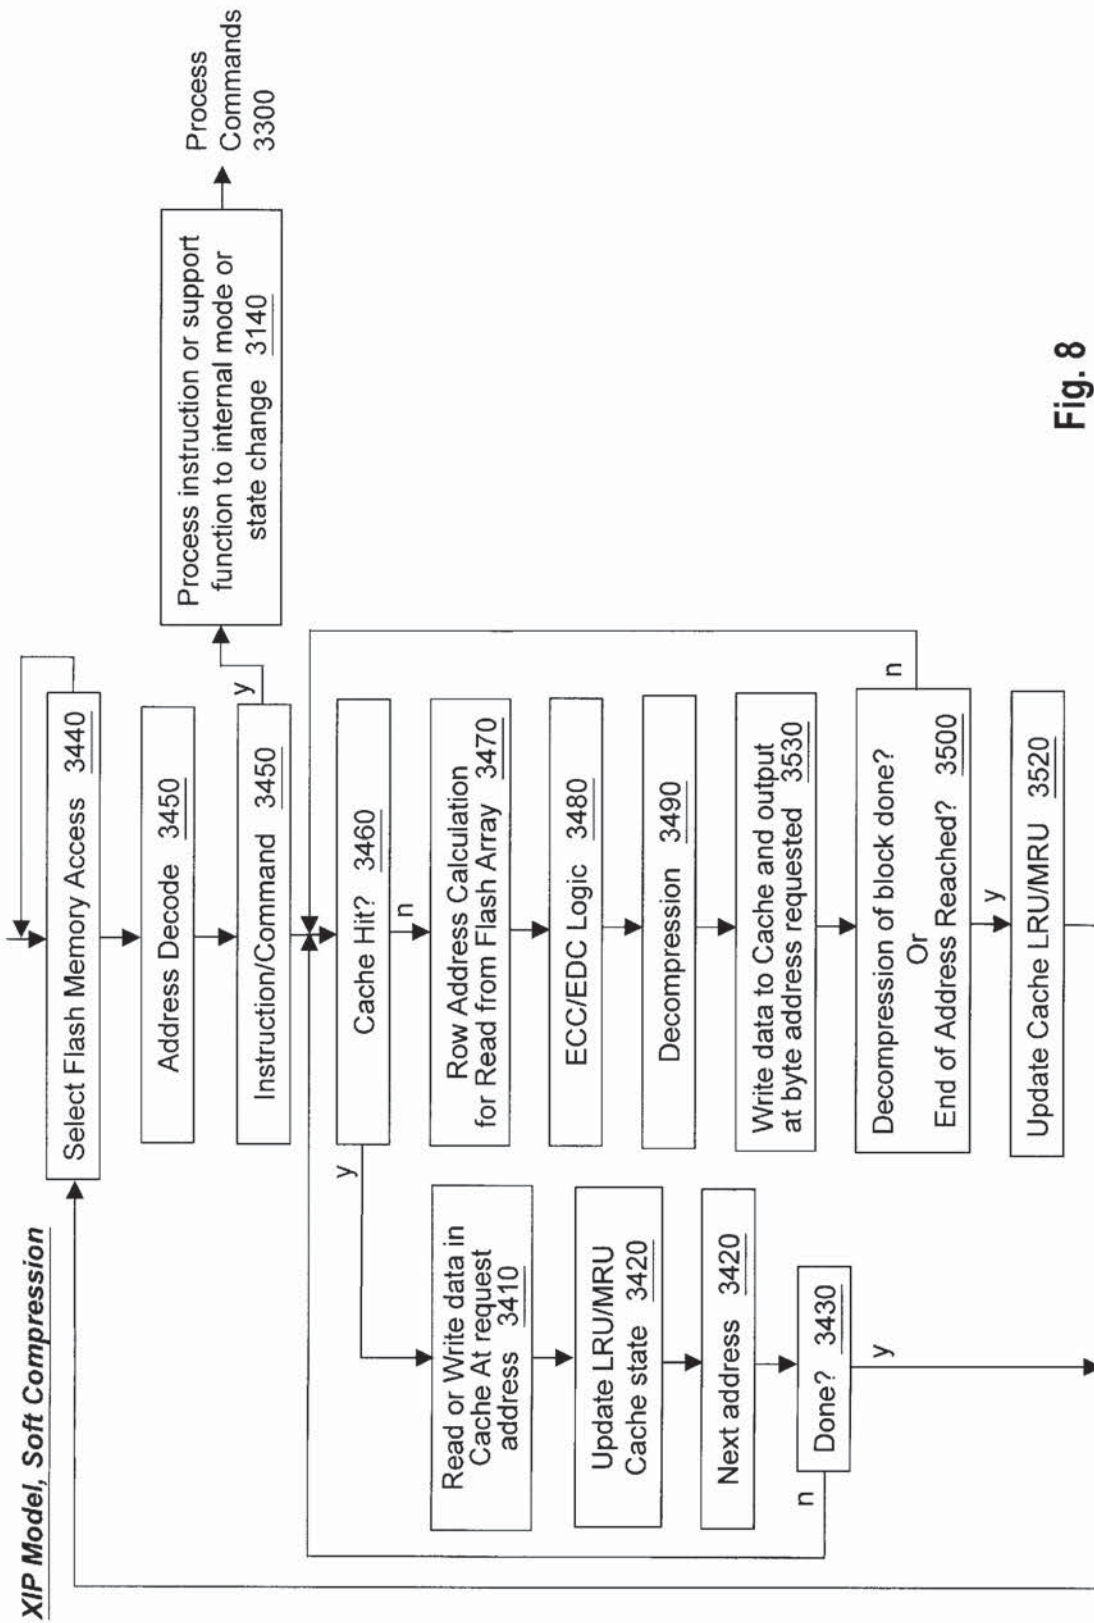 XIP Model, Soft Compression
Select Flash Memory Access 3440
Address Decode 3450
Instruction/Command 3450
y
Process instruction or support
function to internal mode or
state change 3140
Process
Commands
3300
Cache Hit? 3460
y
n
Read or Write data in
Cache At request
address 3410
Update LRU/MRU
Cache state 3420
Next address 3420
Done? 3430
n
y
Row Address Calculation
for Read from Flash Array 3470
ECC/EDC Logic 3480
Decompression 3490
Write data to Cache and output
at byte address requested 3530
Decompression of block done?
Or
End of Address Reached? 3500
n
y
Update Cache LRU/MRU 3520
Fig. 8